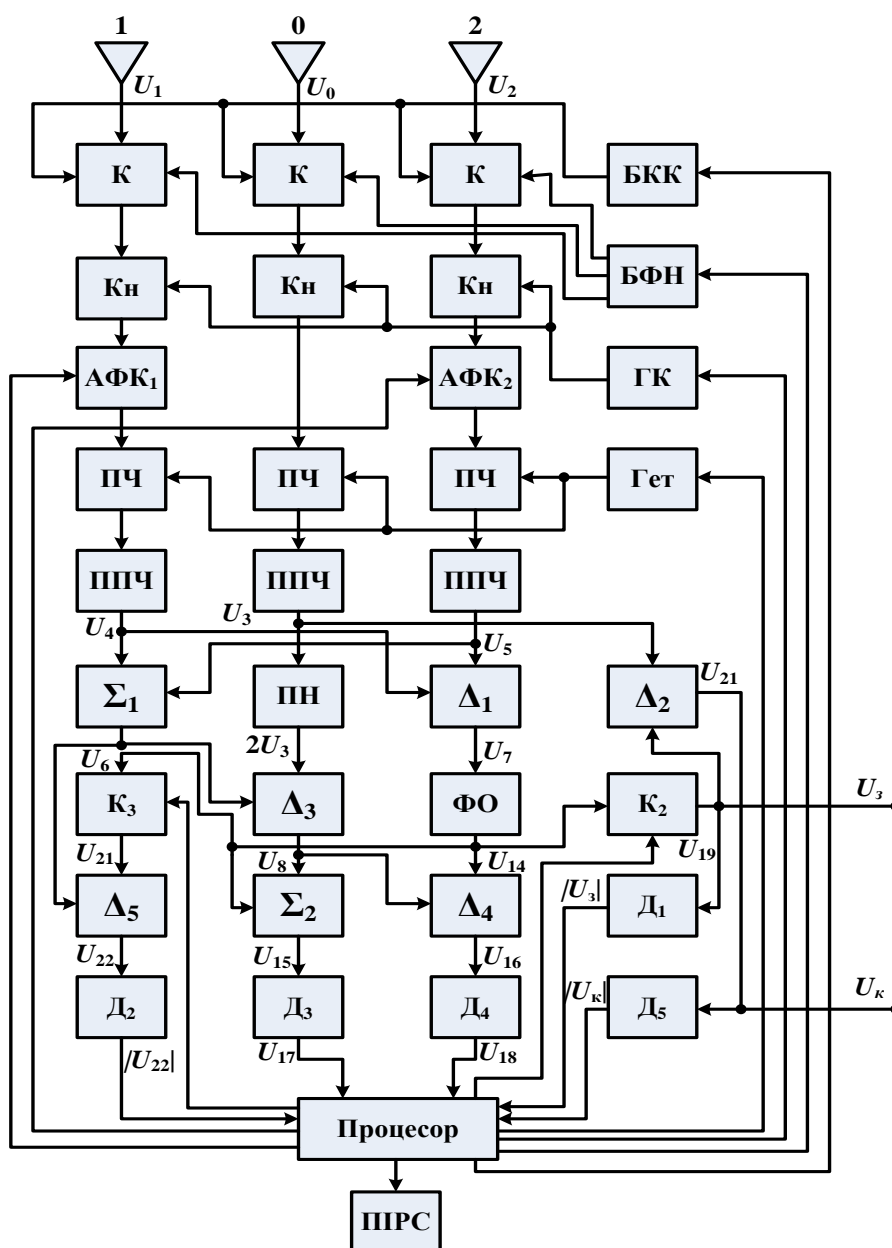 1 0 2
U₁ U₀ U₂
К К К БКК
Кн Кн Кн БФН
АФК₁ АФК₂ ГК
ПЧ ПЧ ПЧ Гет
ППЧ ППЧ ППЧ
U₄ U₃ U₅
Σ₁ ПН Δ₁ Δ₂ U₂₁
U₆ 2U₃ U₇
К₃ Δ₃ ФО К₂ Uз
U₂₁ U₈ U₁₄ U₁₉
Δ₅ Σ₂ Δ₄ |Uз| Д₁
U₂₂ U₁₅ U₁₆
Д₂ Д₃ Д₄ |Uк| Д₅ Uк
|U₂₂| U₁₇ U₁₈
Процесор
ПІРС